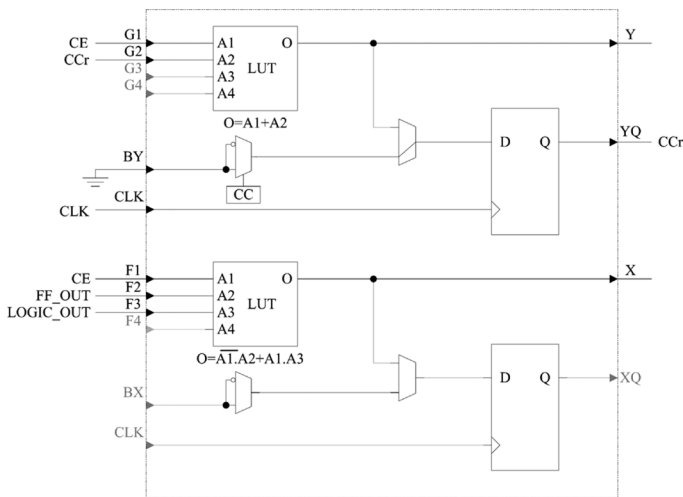 CE G1 A1 O Y
CCr G2 A2 LUT
G3 A3
G4 A4
O=A1+A2
BY
CC
D Q YQ CCr
CLK CLK
CE F1 A1 O X
FF_OUT F2 A2 LUT
LOGIC_OUT F3 A3
F4 A4
O=A̅1̅.A2+A1.A3
BX
D Q XQ
CLK